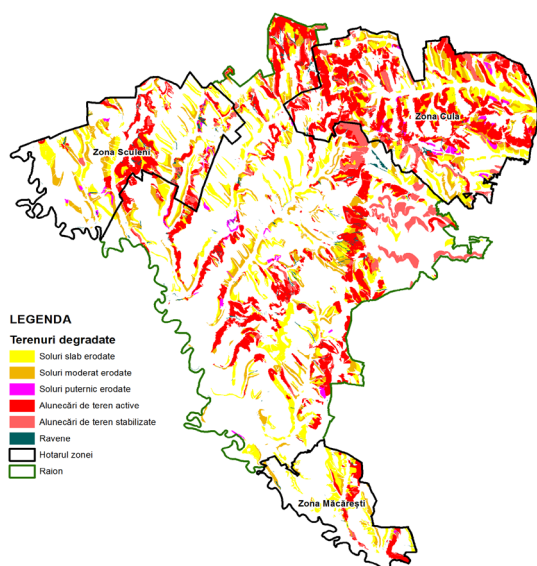 Zona Sculeni
Zona Cula
LEGENDA
Terenuri degradate
Soluri slab erodate
Soluri moderat erodate
Soluri puternic erodate
Alunecări de teren active
Alunecări de teren stabilizate
Ravene
Hotarul zonei
Raion
Zona Măcărești